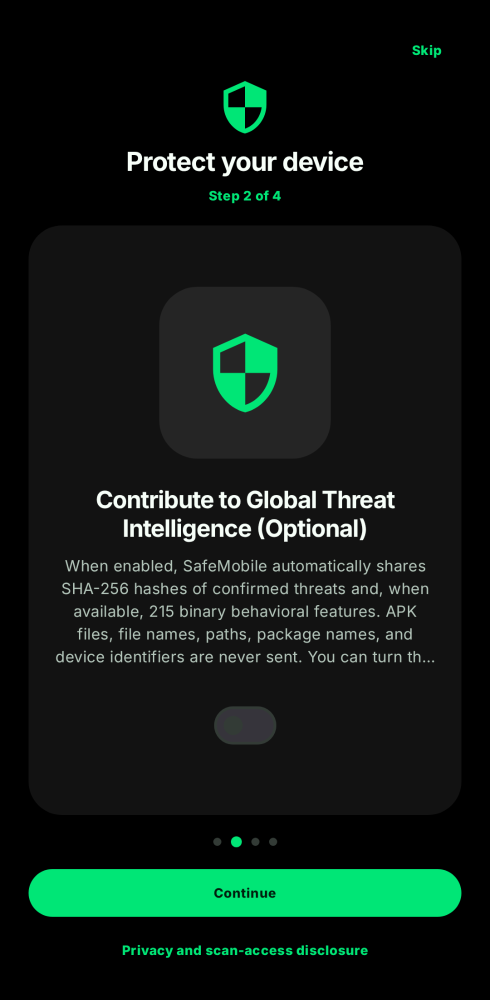 Skip
Protect your device
Step 2 of 4
Contribute to Global Threat
Intelligence (Optional)
When enabled, SafeMobile automatically shares
SHA-256 hashes of confirmed threats and, when
available, 215 binary behavioral features. APK
files, file names, paths, package names, and
device identifiers are never sent. You can turn th...
Continue
Privacy and scan-access disclosure